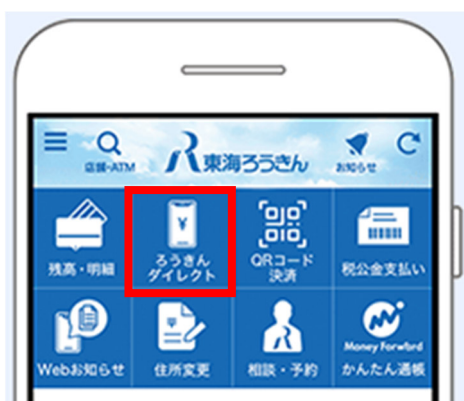 店舗・ATM
東海ろうきん
お知らせ
残高・明細
ろうきん
ダイレクト
QRコード
決済
税公金支払い
Webお知らせ
住所変更
相談・予約
Money Forward
かんたん通帳